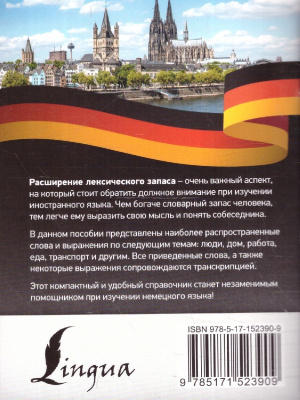 Расширение лексического запаса – очень важный аспект,
на который стоит обратить должное внимание при изучении
иностранного языка. Чем богаче словарный запас человека,
тем легче ему выразить свою мысль и понять собеседника.
В данном пособии представлены наиболее распространенные
слова и выражения по следующим темам: люди, дом, работа,
еда, транспорт и другим. Все приведенные слова, а также
некоторые выражения сопровождаются транскрипцией.
Этот компактный и удобный справочник станет незаменимым
помощником при изучении немецкого языка!
Lingua
ISBN 978-5-17-152390-9
9 785171 523909